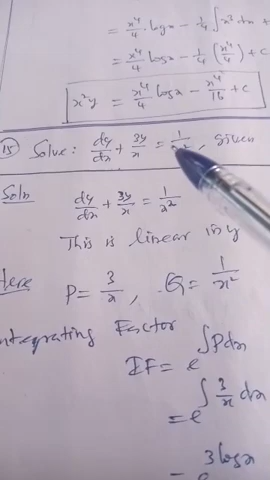 = x⁴/4 · logx - 1/4 ∫ x³ dx +
= x⁴/4 logx - 1/4 (x⁴/4) + c
x²y = x⁴/4 logx - x⁴/16 + c
15 Solve: dy/dx + 3y/x = 1/x², given
Soln dy/dx + 3y/x = 1/x²
This is linear in y
Here P = 3/x, Q = 1/x²
ntegrating Factor
IF = e^∫Pdx
= e^∫3/x dx
= e^3logx